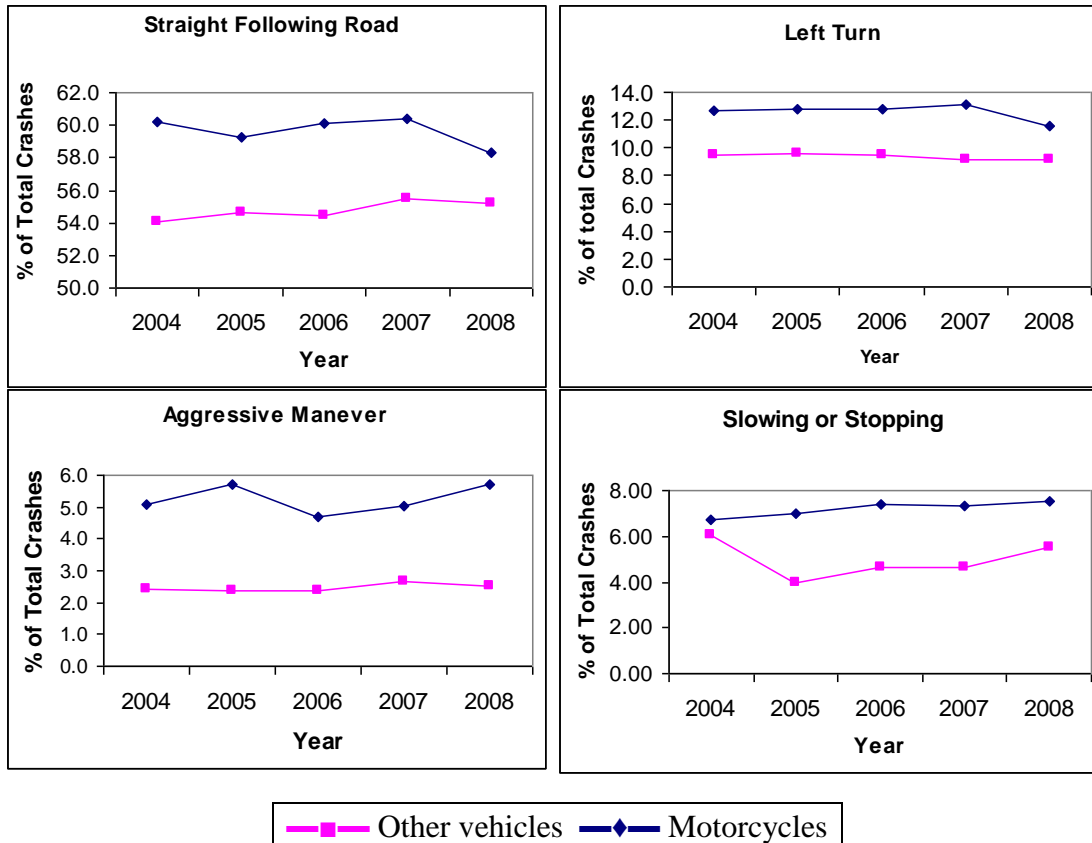 Straight Following Road
% of Total Crashes
62.0
60.0
58.0
56.0
54.0
52.0
50.0
2004 2005 2006 2007 2008
Year
Left Turn
% of total Crashes
14.0
12.0
10.0
8.0
6.0
4.0
2.0
0.0
2004 2005 2006 2007 2008
Year
Aggressive Manever
% of Total Crashes
6.0
5.0
4.0
3.0
2.0
1.0
0.0
2004 2005 2006 2007 2008
Year
Slowing or Stopping
% of Total Crashes
8.00
6.00
4.00
2.00
0.00
2004 2005 2006 2007 2008
Year
Other vehicles Motorcycles